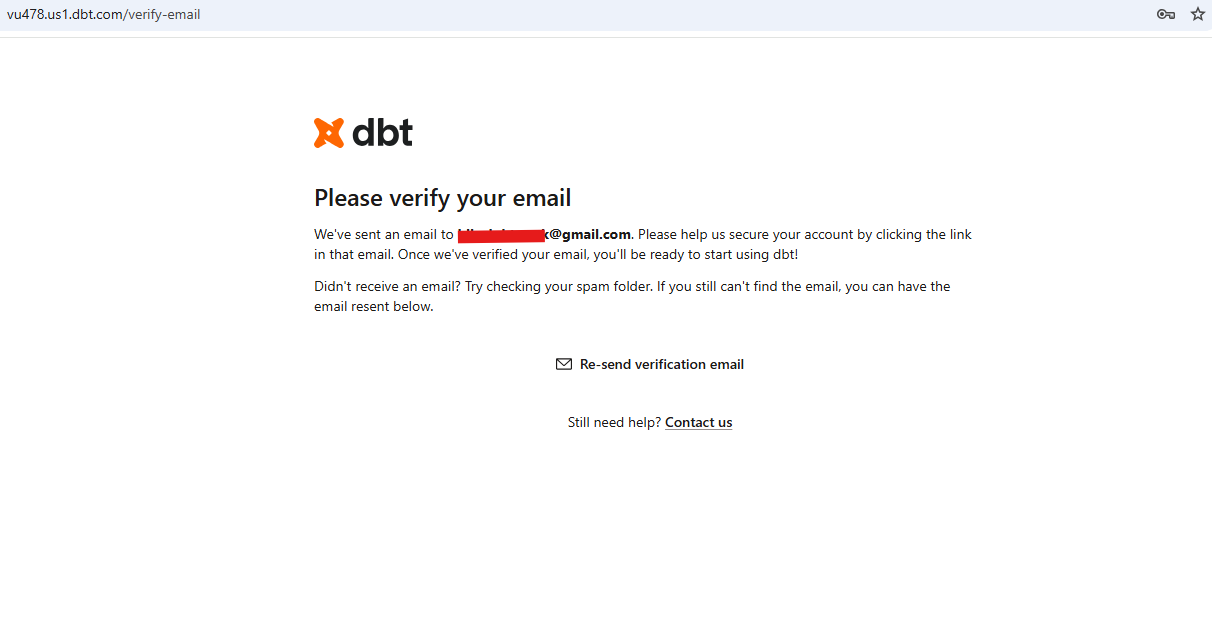 vu478.us1.dbt.com/verify-email
dbt
Please verify your email
We've sent an email to @gmail.com. Please help us secure your account by clicking the link
in that email. Once we've verified your email, you'll be ready to start using dbt!
Didn't receive an email? Try checking your spam folder. If you still can't find the email, you can have the
email resent below.
Re-send verification email
Still need help? Contact us